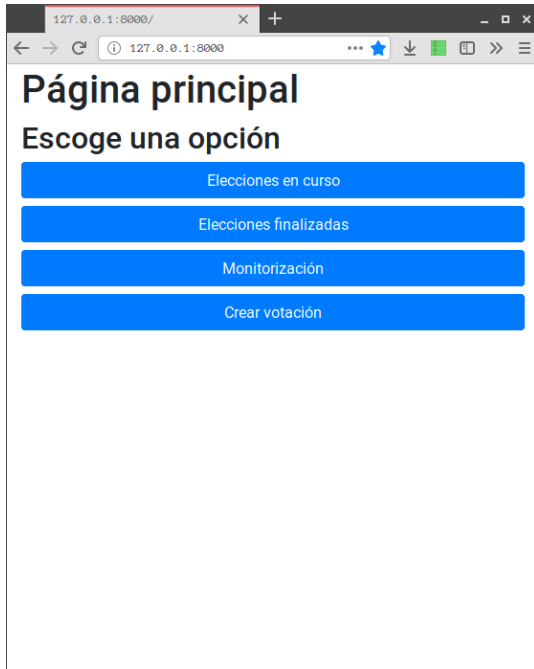 127.0.0.1:8000/
127.0.0.1:8000
Página principal
Escoge una opción
Elecciones en curso
Elecciones finalizadas
Monitorización
Crear votación